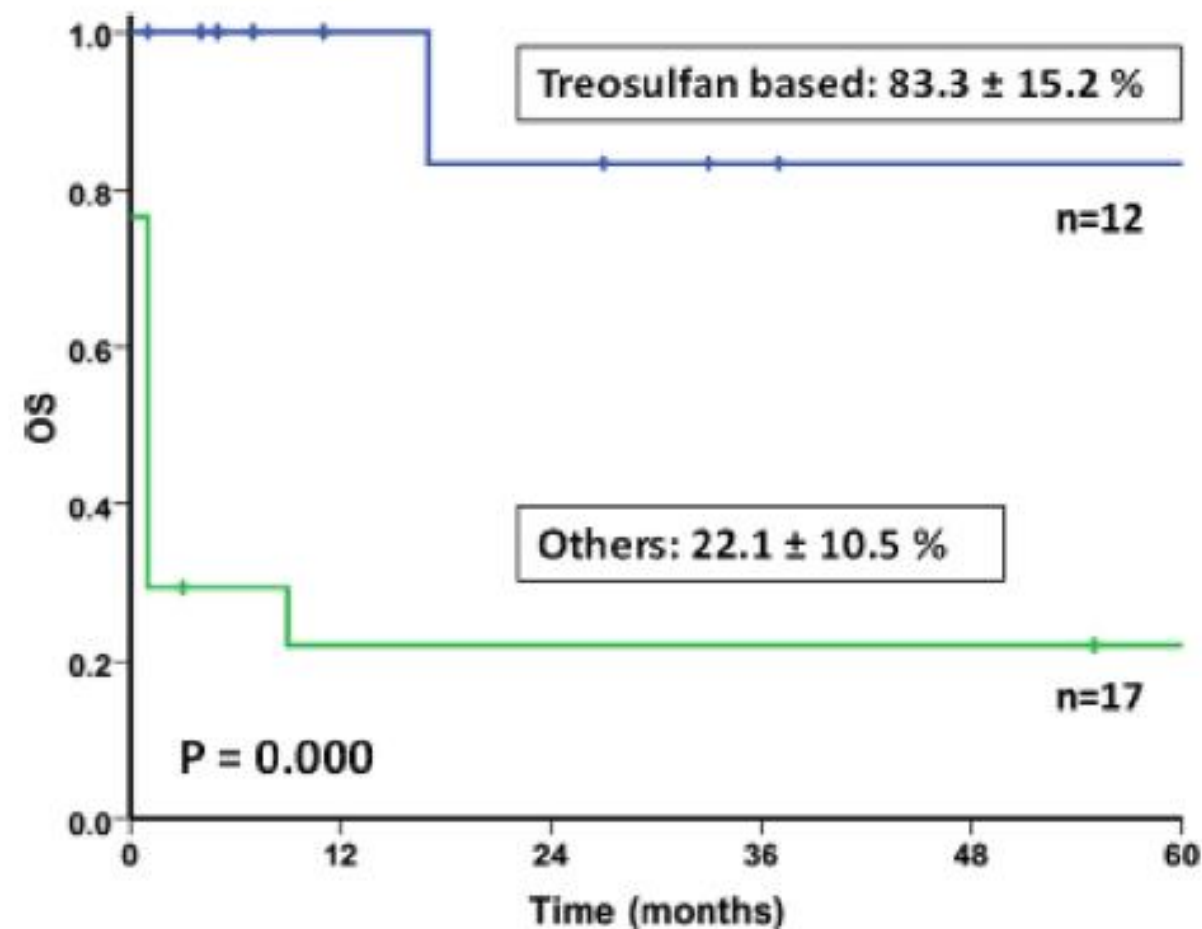 1.0
Treosulfan based: 83.3 ± 15.2 %
0.8
n=12
0.6
OS
0.4
Others: 22.1 ± 10.5 %
0.2
n=17
P = 0.000
0.0
0 12 24 36 48 60
Time (months)